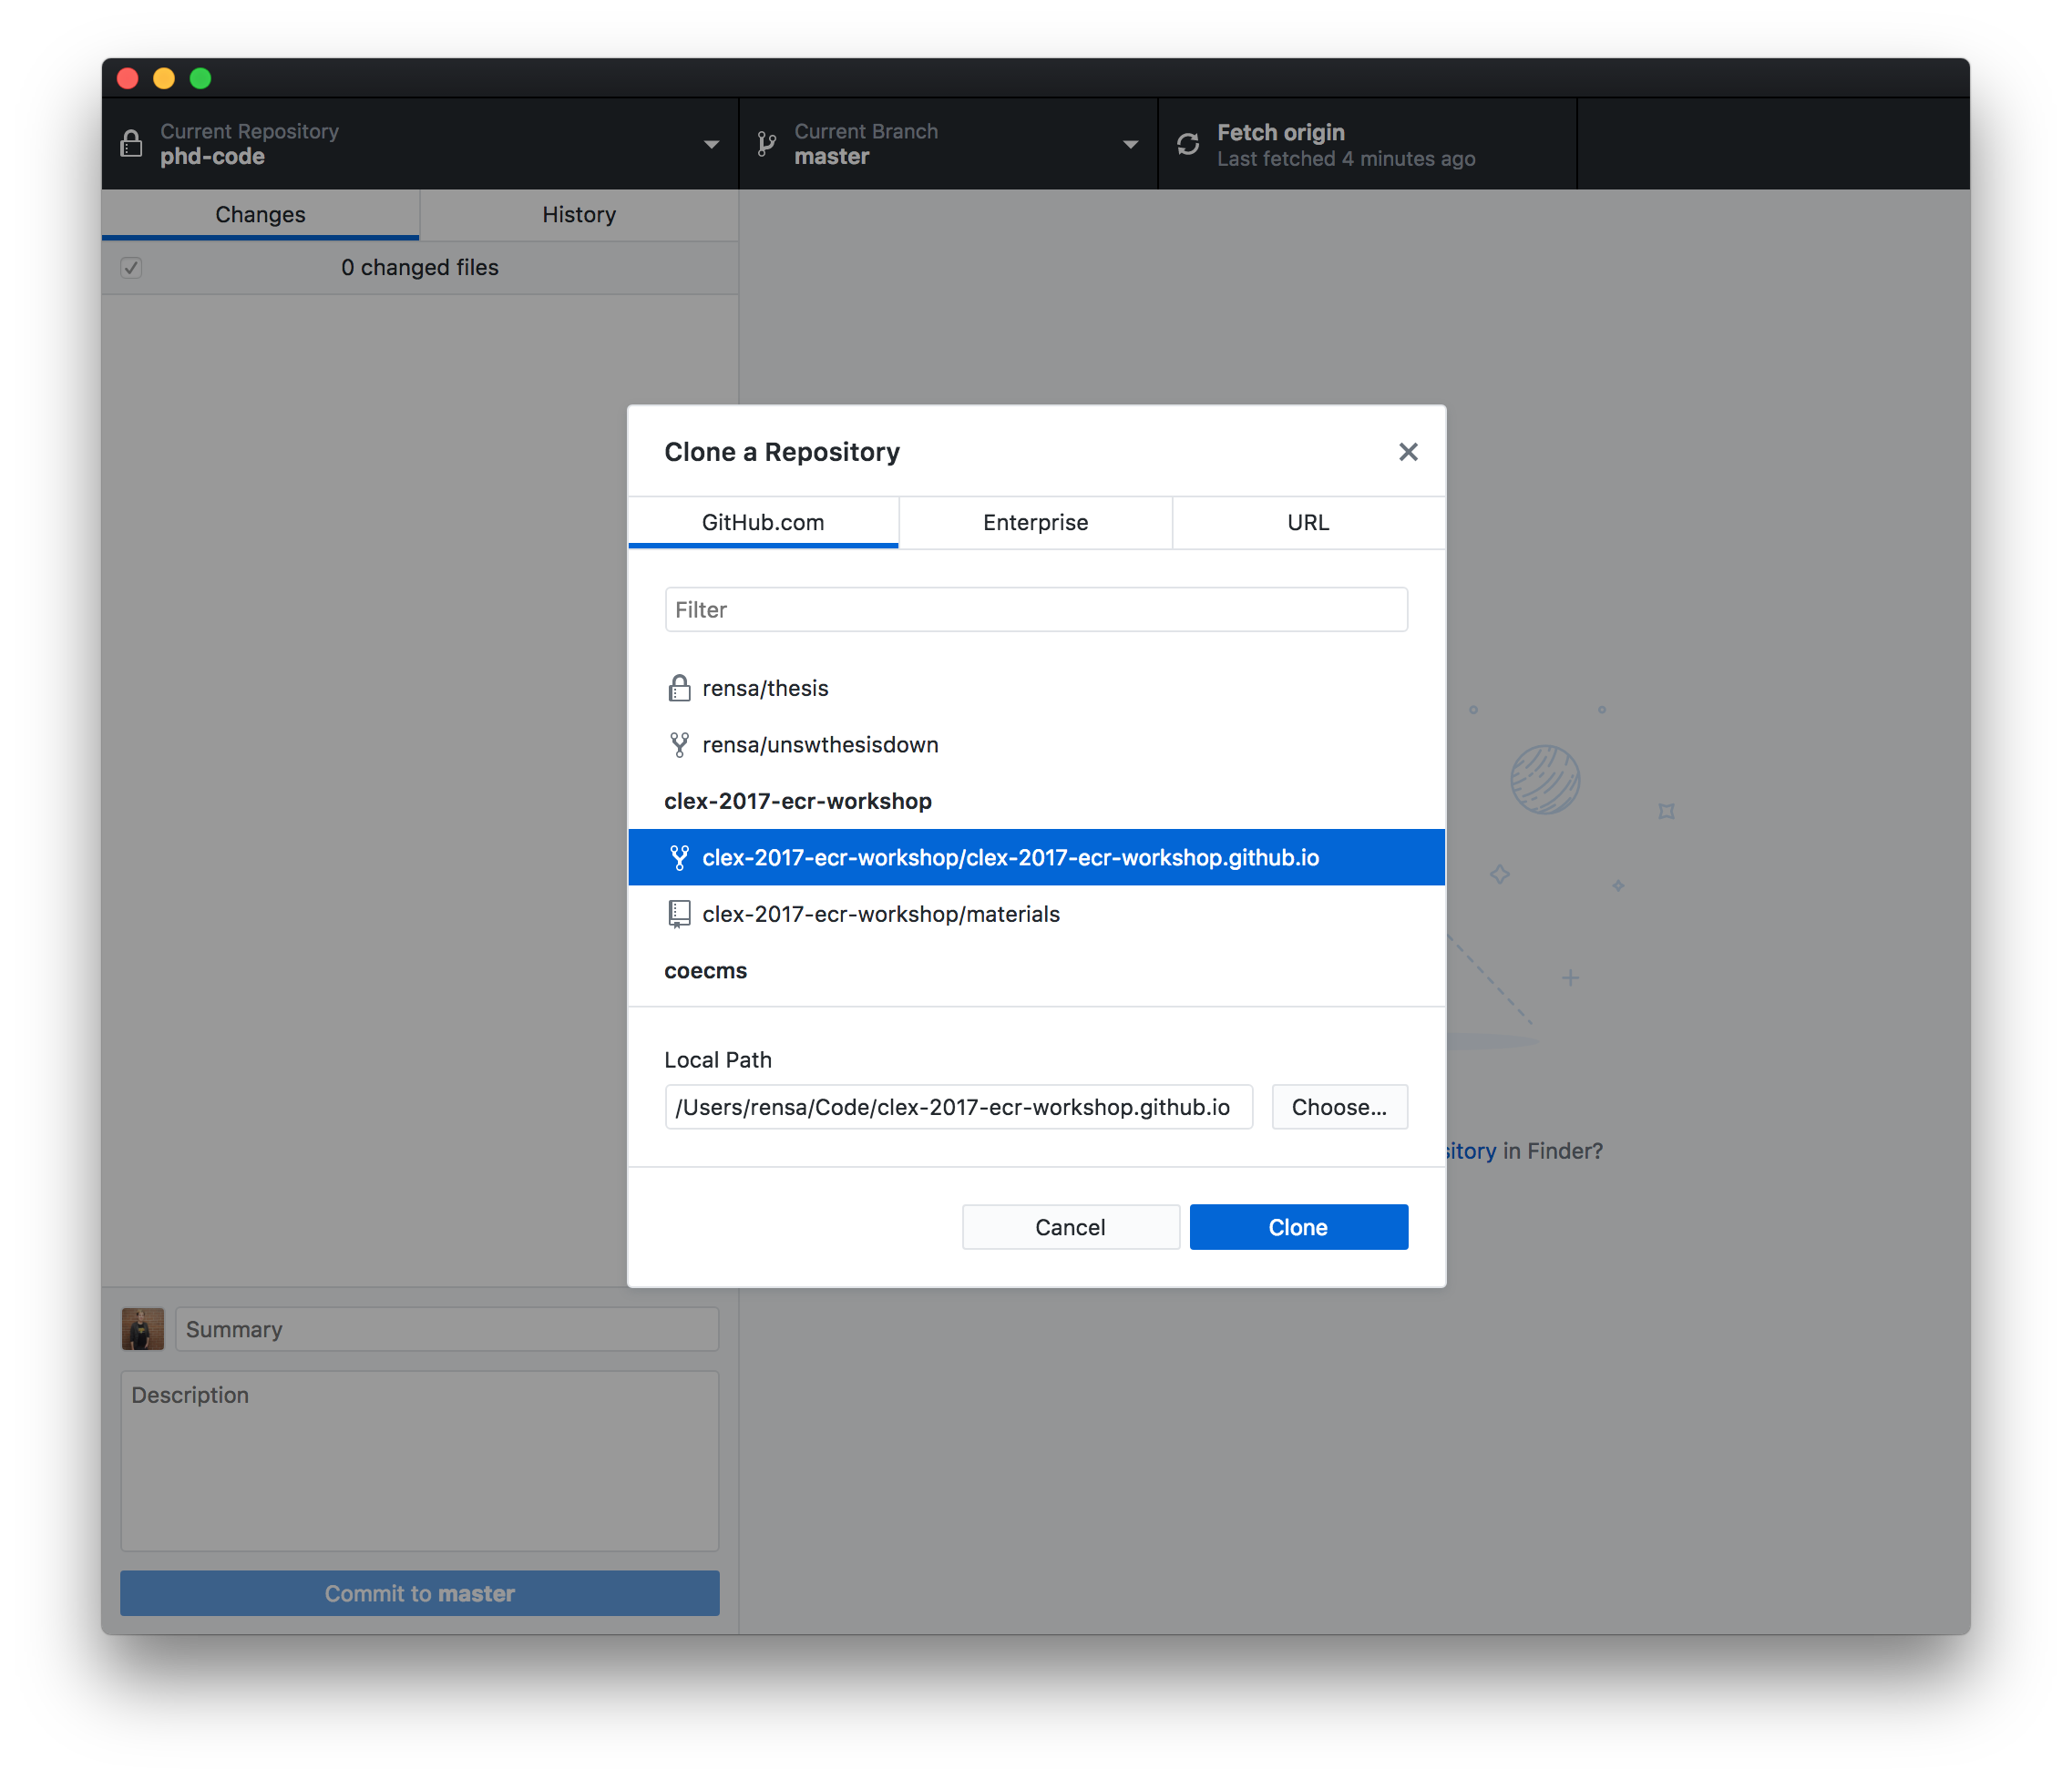 Current Repository
phd-code
Current Branch
master
Fetch origin
Last fetched 4 minutes ago
Changes
History
0 changed files
Clone a Repository
GitHub.com
Enterprise
URL
Filter
rensa/thesis
rensa/unswthesisdown
clex-2017-ecr-workshop
clex-2017-ecr-workshop/clex-2017-ecr-workshop.github.io
clex-2017-ecr-workshop/materials
coecms
Local Path
/Users/rensa/Code/clex-2017-ecr-workshop.github.io
Choose...
sitory in Finder?
Cancel
Clone
Summary
Description
Commit to master